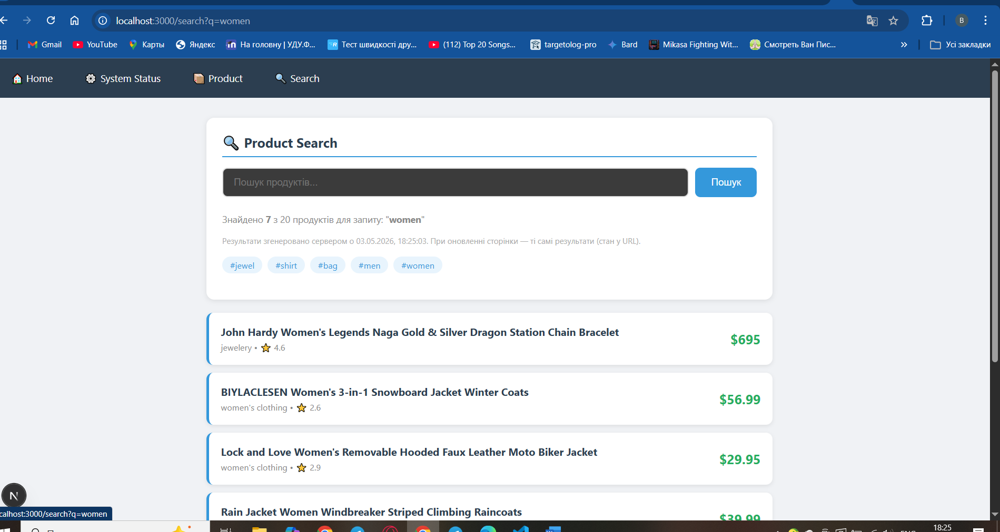 localhost:3000/search?q=women
B
Gmail
YouTube
Карты
Яндекс
На головну | УДУ.Ф...
Тест швидкості дру...
(112) Top 20 Songs...
targetolog-pro
Bard
Mikasa Fighting Wit...
Смотреть Ван Пис...
Усі закладки
Home
System Status
Product
Search
Product Search
Пошук продуктів...
Пошук
Знайдено 7 з 20 продуктів для запиту: "women"
Результати згенеровано сервером о 03.05.2026, 18:25:03. При оновленні сторінки — ті самі результати (стан у URL).
#jewel
#shirt
#bag
#men
#women
John Hardy Women's Legends Naga Gold & Silver Dragon Station Chain Bracelet
jewelery • ⭐ 4.6
$695
BIYLACLESEN Women's 3-in-1 Snowboard Jacket Winter Coats
women's clothing • ⭐ 2.6
$56.99
Lock and Love Women's Removable Hooded Faux Leather Moto Biker Jacket
women's clothing • ⭐ 2.9
$29.95
Rain Jacket Women Windbreaker Striped Climbing Raincoats
$39.99
N
calhost:3000/search?q=women
18:25